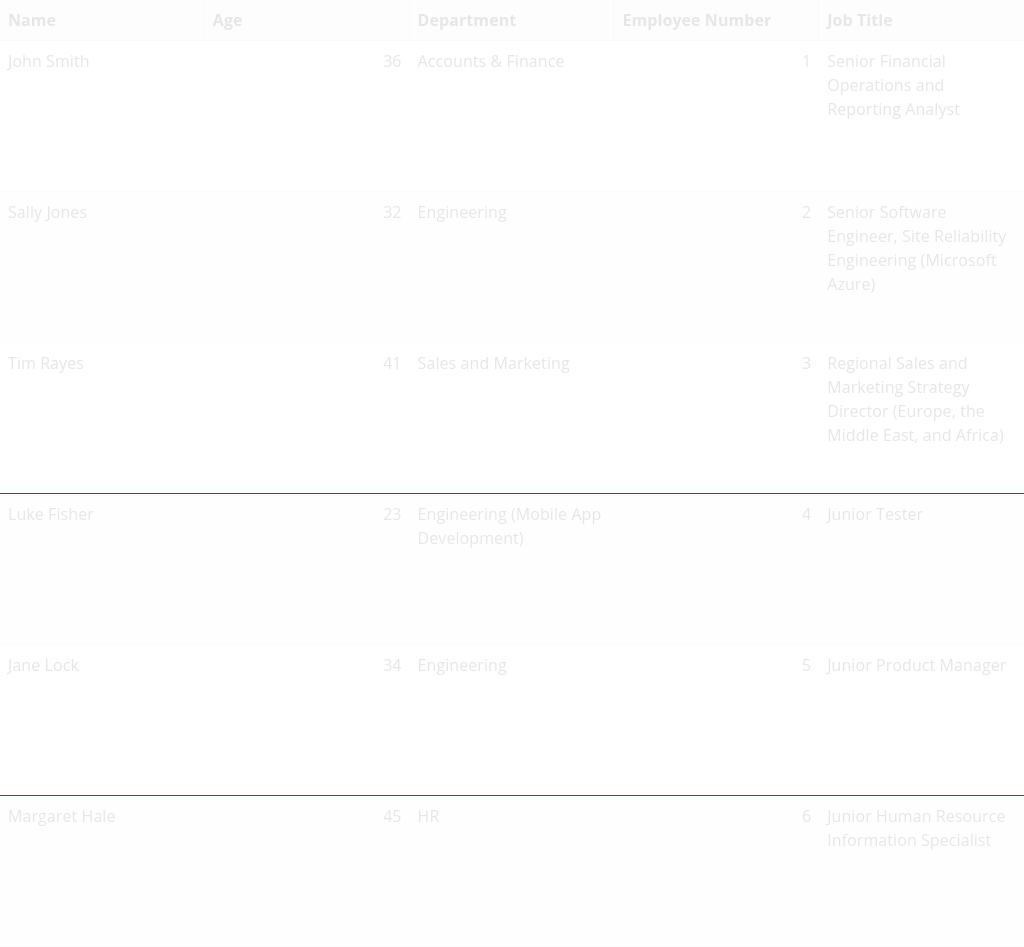 Name Age Department Employee Number Job Title
John Smith 36 Accounts & Finance 1 Senior Financial
Operations and
Reporting Analyst
Sally Jones 32 Engineering 2 Senior Software
Engineer, Site Reliability
Engineering (Microsoft
Azure)
Tim Rayes 41 Sales and Marketing 3 Regional Sales and
Marketing Strategy
Director (Europe, the
Middle East, and Africa)
Luke Fisher 23 Engineering (Mobile App 4 Junior Tester
Development)
Jane Lock 34 Engineering 5 Junior Product Manager
Margaret Hale 45 HR 6 Junior Human Resource
Information Specialist